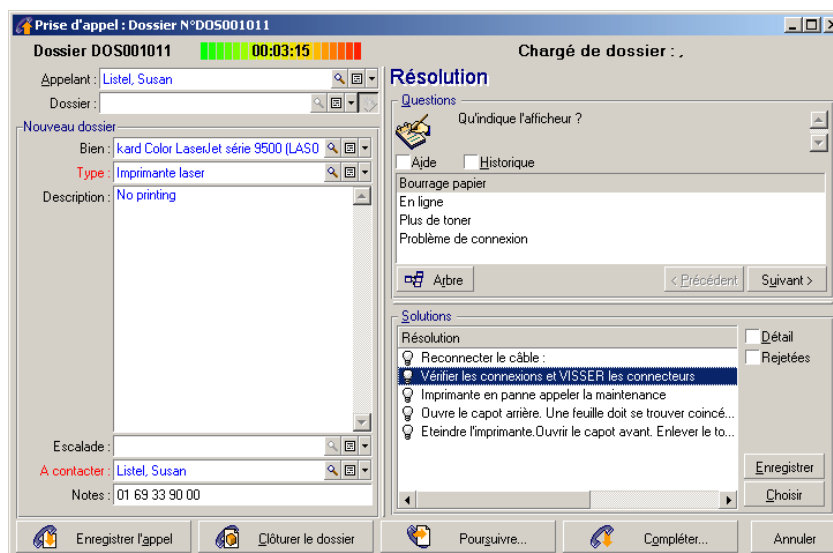 Prise d'appel : Dossier N°DOS001011
Dossier DOS001011
00:03:15
Chargé de dossier : ,
Appelant : Listel, Susan
Dossier :
Nouveau dossier
Bien : kard Color LaserJet série 9500 (LAS0
Type : Imprimante laser
Description : No printing
Escalade :
A contacter : Listel, Susan
Notes : 01 69 33 90 00
Résolution
Questions
Qu'indique l'afficheur ?
Aide Historique
Bourrage papier
En ligne
Plus de toner
Problème de connexion
Arbre < Précédent Suivant >
Solutions
Résolution
Reconnecter le câble :
Vérifier les connexions et VISSER les connecteurs
Imprimante en panne appeler la maintenance
Ouvre le capot arrière. Une feuille doit se trouver coincé...
Eteindre l'imprimante.Ouvrir le capot avant. Enlever le to...
Détail
Rejetées
Enregistrer
Choisir
Enregistrer l'appel Clôturer le dossier Poursuivre... Compléter... Annuler